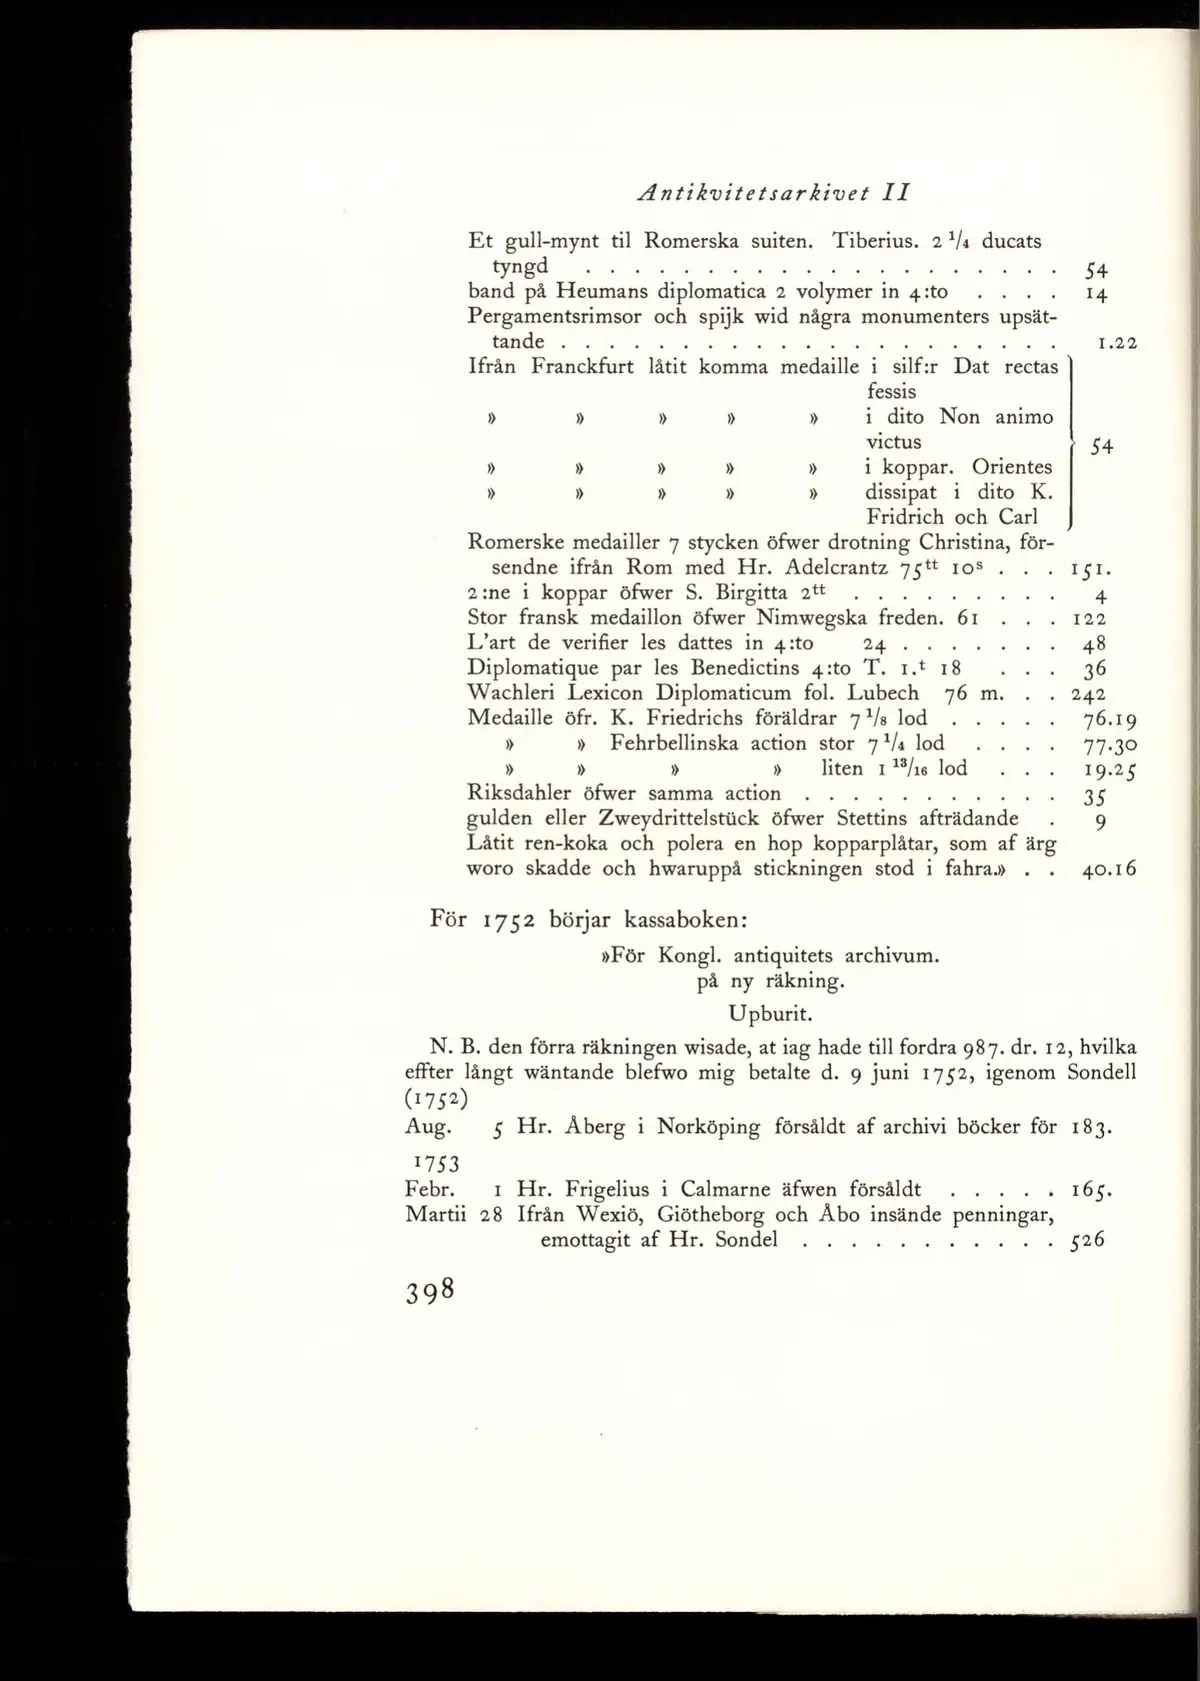 Antikvitetsarkivet II
Et gull-mynt til Romerska suiten. Tiberius. 2 1/4 ducats
tyngd . . . . . . . . . . . . . . . . . . . . 54
band på Heumans diplomatica 2 volymer in 4:to . . . . 14
Pergamentsrimsor och spijk wid några monumenters upsät-
tande . . . . . . . . . . . . . . . . . . . . . 1.22
Ifrån Franckfurt låtit komma medaille i silf:r Dat rectas
fessis
» » » » » i dito Non animo
victus 54
» » » » » i koppar. Orientes
» » » » » dissipat i dito K.
Fridrich och Carl
Romerske medailler 7 stycken öfwer drotning Christina, för-
sendne ifrån Rom med Hr. Adelcrantz 75tt 10s . . . 151.
2:ne i koppar öfwer S. Birgitta 2tt . . . . . . . . . 4
Stor fransk medaillon öfwer Nimwegska freden. 61 . . . 122
L'art de verifier les dattes in 4:to 24 . . . . . . . 48
Diplomatique par les Benedictins 4:to T. 1.t 18 . . . 36
Wachleri Lexicon Diplomaticum fol. Lubech 76 m. . . 242
Medaille öfr. K. Friedrichs föräldrar 7 1/8 lod . . . . . 76.19
» » Fehrbellinska action stor 7 1/4 lod . . . . 77.30
» » » » liten 1 13/16 lod . . . 19.25
Riksdahler öfwer samma action . . . . . . . . . . . 35
gulden eller Zweydrittelstück öfwer Stettins afträdande . 9
Låtit ren-koka och polera en hop kopparplåtar, som af ärg
woro skadde och hwaruppå stickningen stod i fahra.» . . 40.16
För 1752 börjar kassaboken:
»För Kongl. antiquitets archivum.
på ny räkning.
Upburit.
N. B. den förra räkningen wisade, at iag hade till fordra 987. dr. 12, hvilka
effter långt wäntande blefwo mig betalte d. 9 juni 1752, igenom Sondell
(1752)
Aug. 5 Hr. Åberg i Norköping försåldt af archivi böcker för 183.
1753
Febr. 1 Hr. Frigelius i Calmarne äfwen försåldt . . . . . 165.
Martii 28 Ifrån Wexiö, Giötheborg och Åbo insände penningar,
emottagit af Hr. Sondel . . . . . . . . . . . 526
398